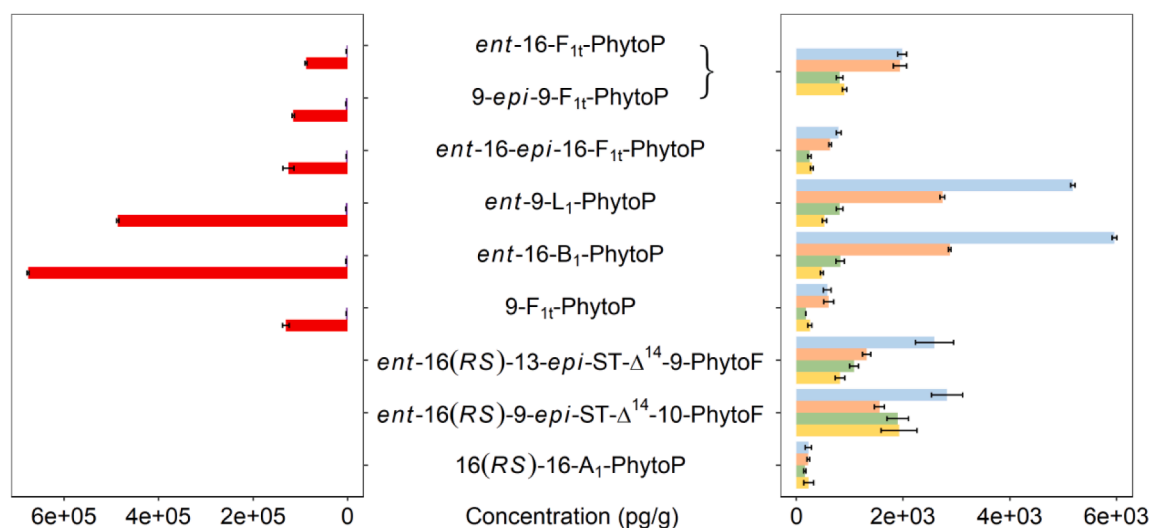 ent-16-F1t-PhytoP
}
9-epi-9-F1t-PhytoP
ent-16-epi-16-F1t-PhytoP
ent-9-L1-PhytoP
ent-16-B1-PhytoP
9-F1t-PhytoP
ent-16(RS)-13-epi-ST-Δ14-9-PhytoF
ent-16(RS)-9-epi-ST-Δ14-10-PhytoF
16(RS)-16-A1-PhytoP
6e+05 4e+05 2e+05 0 Concentration (pg/g) 0 2e+03 4e+03 6e+03